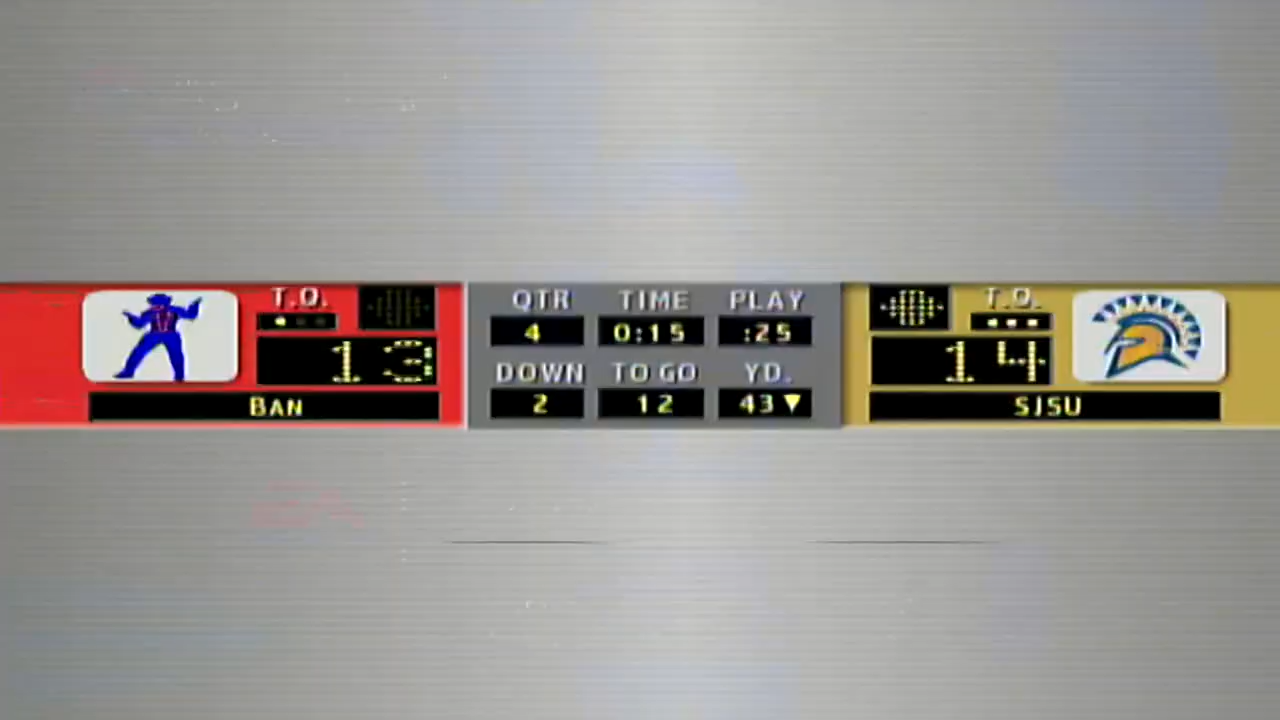 T.O.
13
BAN
QTR TIME PLAY
4 0:15 :25
DOWN TO GO YD.
2 12 43▼
T.O.
14
SJSU